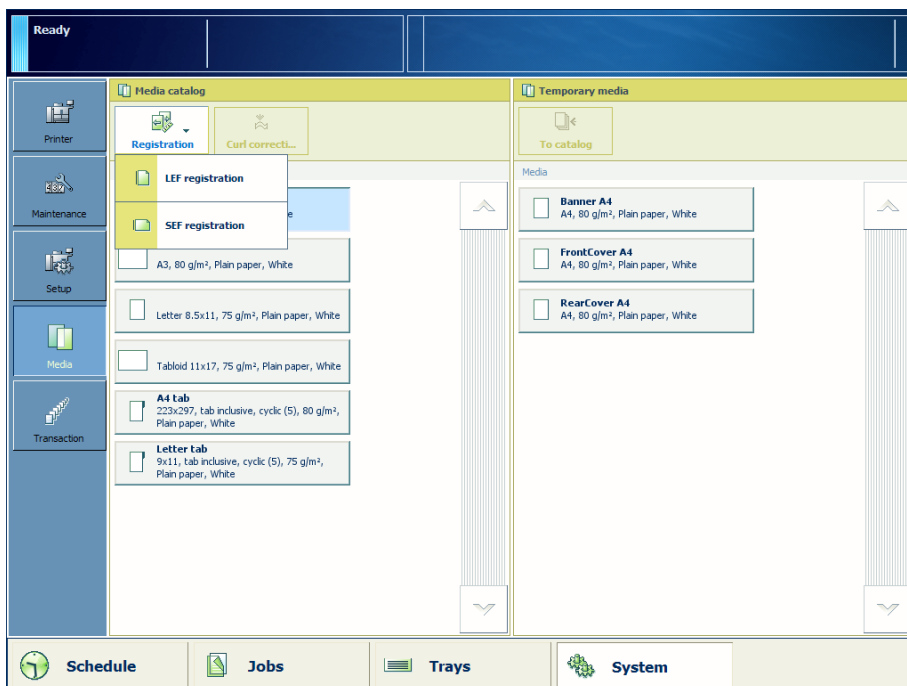 Ready
Media catalog
Temporary media
Printer
Registration
Curl correcti...
To catalog
LEF registration
SEF registration
Media
Maintenance
e
Banner A4
A4, 80 g/m², Plain paper, White
A3, 80 g/m², Plain paper, White
FrontCover A4
A4, 80 g/m², Plain paper, White
Setup
Letter 8.5x11, 75 g/m², Plain paper, White
RearCover A4
A4, 80 g/m², Plain paper, White
Media
Tabloid 11x17, 75 g/m², Plain paper, White
A4 tab
223x297, tab inclusive, cyclic (5), 80 g/m²,
Plain paper, White
Transaction
Letter tab
9x11, tab inclusive, cyclic (5), 75 g/m²,
Plain paper, White
Schedule
Jobs
Trays
System